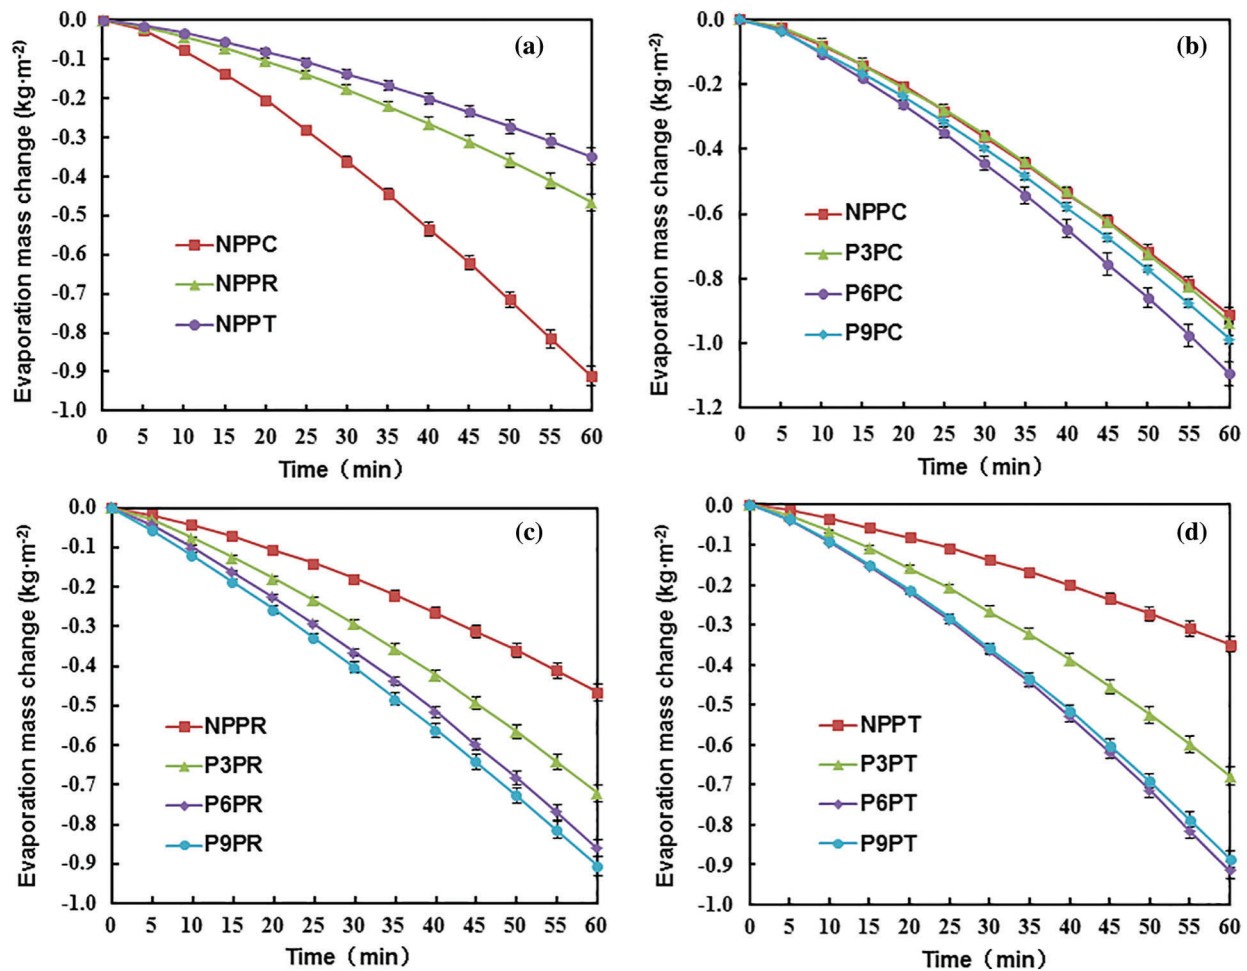 (a)
Evaporation mass change (kg·m⁻²)
0.0
-0.1
-0.2
-0.3
-0.4
-0.5
-0.6
-0.7
-0.8
-0.9
-1.0
NPPC
NPPR
NPPT
0 5 10 15 20 25 30 35 40 45 50 55 60
Time（min）
(b)
Evaporation mass change (kg·m⁻²)
0.0
-0.2
-0.4
-0.6
-0.8
-1.0
-1.2
NPPC
P3PC
P6PC
P9PC
0 5 10 15 20 25 30 35 40 45 50 55 60
Time（min）
(c)
Evaporation mass change (kg·m⁻²)
0.0
-0.1
-0.2
-0.3
-0.4
-0.5
-0.6
-0.7
-0.8
-0.9
-1.0
NPPR
P3PR
P6PR
P9PR
0 5 10 15 20 25 30 35 40 45 50 55 60
Time（min）
(d)
Evaporation mass change (kg·m⁻²)
0.0
-0.1
-0.2
-0.3
-0.4
-0.5
-0.6
-0.7
-0.8
-0.9
-1.0
NPPT
P3PT
P6PT
P9PT
0 5 10 15 20 25 30 35 40 45 50 55 60
Time（min）